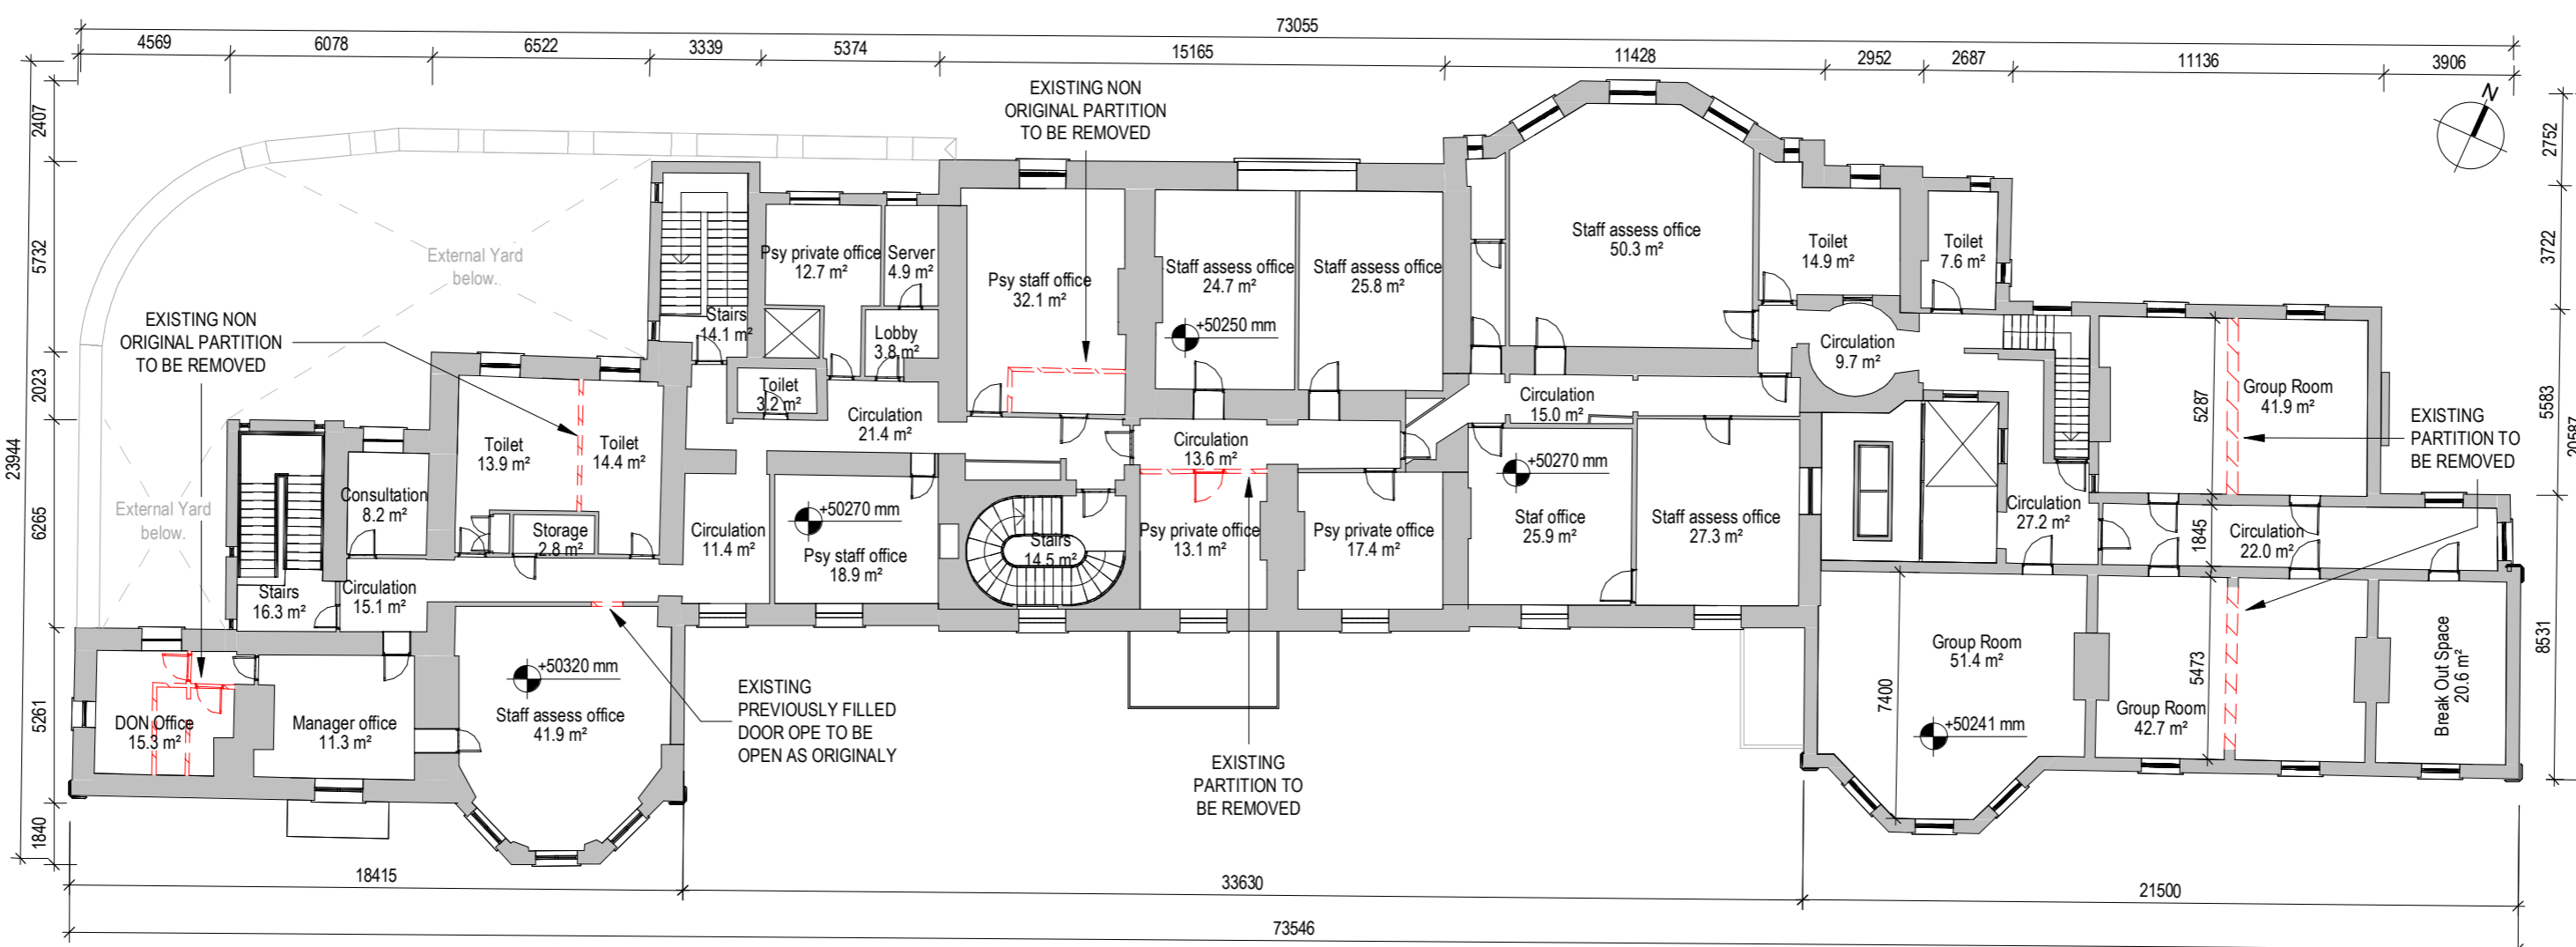 73055
4569
6078
6522
3339
5374
15165
11428
2952
2687
11136
3906
23944
2407
5732
2023
6265
5261
1840
2752
3722
5583
20587
8531
N
EXISTING NON
ORIGINAL PARTITION
TO BE REMOVED
EXISTING NON
ORIGINAL PARTITION
TO BE REMOVED
External Yard
below.
External Yard
below.
Stairs
14.1 m²
Psy private office
12.7 m²
Server
4.9 m²
Lobby
3.8 m²
Toilet
3.2 m²
Psy staff office
32.1 m²
Staff assess office
24.7 m²
+50250 mm
Staff assess office
25.8 m²
Staff assess office
50.3 m²
Toilet
14.9 m²
Toilet
7.6 m²
Circulation
9.7 m²
Group Room
41.9 m²
5287
EXISTING
PARTITION TO
BE REMOVED
Toilet
13.9 m²
Toilet
14.4 m²
Storage
2.8 m²
Consultation
8.2 m²
Stairs
16.3 m²
Circulation
15.1 m²
Circulation
21.4 m²
Circulation
11.4 m²
+50270 mm
Psy staff office
18.9 m²
Stairs
14.5 m²
Circulation
13.6 m²
Psy private office
13.1 m²
Psy private office
17.4 m²
Circulation
15.0 m²
+50270 mm
Staf office
25.9 m²
Staff assess office
27.3 m²
Circulation
27.2 m²
1845
Circulation
22.0 m²
DON Office
15.3 m²
Manager office
11.3 m²
+50320 mm
Staff assess office
41.9 m²
EXISTING
PREVIOUSLY FILLED
DOOR OPE TO BE
OPEN AS ORIGINALY
EXISTING
PARTITION TO
BE REMOVED
7400
Group Room
51.4 m²
+50241 mm
5473
Group Room
42.7 m²
Break Out Space
20.6 m²
18415
33630
21500
73546